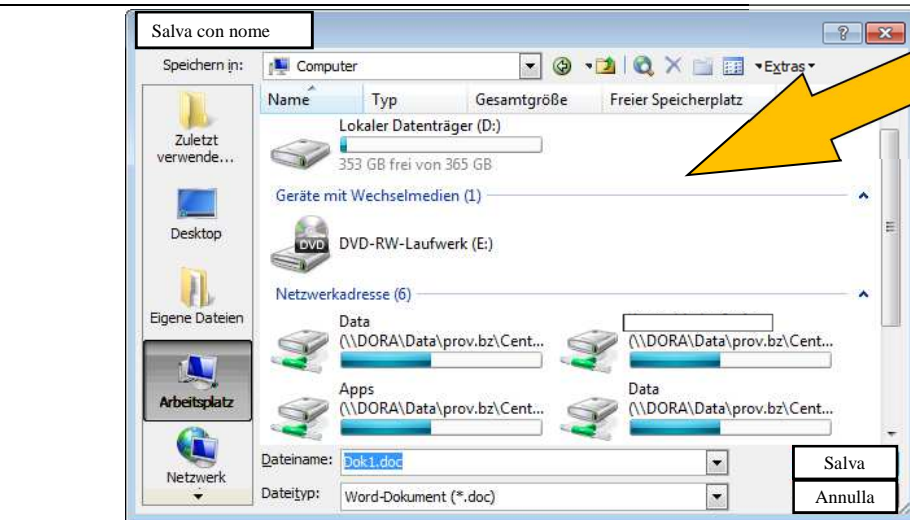 Salva con nome
?
Speichern in:
Computer
Extras
Name
Typ
Gesamtgröße
Freier Speicherplatz
Zuletzt
verwende...
Desktop
Eigene Dateien
Arbeitsplatz
Netzwerk
Lokaler Datenträger (D:)
353 GB frei von 365 GB
Geräte mit Wechselmedien (1)
DVD
DVD-RW-Laufwerk (E:)
Netzwerkadresse (6)
Data
(\\DORA\Data\prov.bz\Cent...
(\\DORA\Data\prov.bz\Cent...
Apps
(\\DORA\Data\prov.bz\Cent...
Data
(\\DORA\Data\prov.bz\Cent...
Dateiname:
Dok1.doc
Salva
Dateityp:
Word-Dokument (*.doc)
Annulla